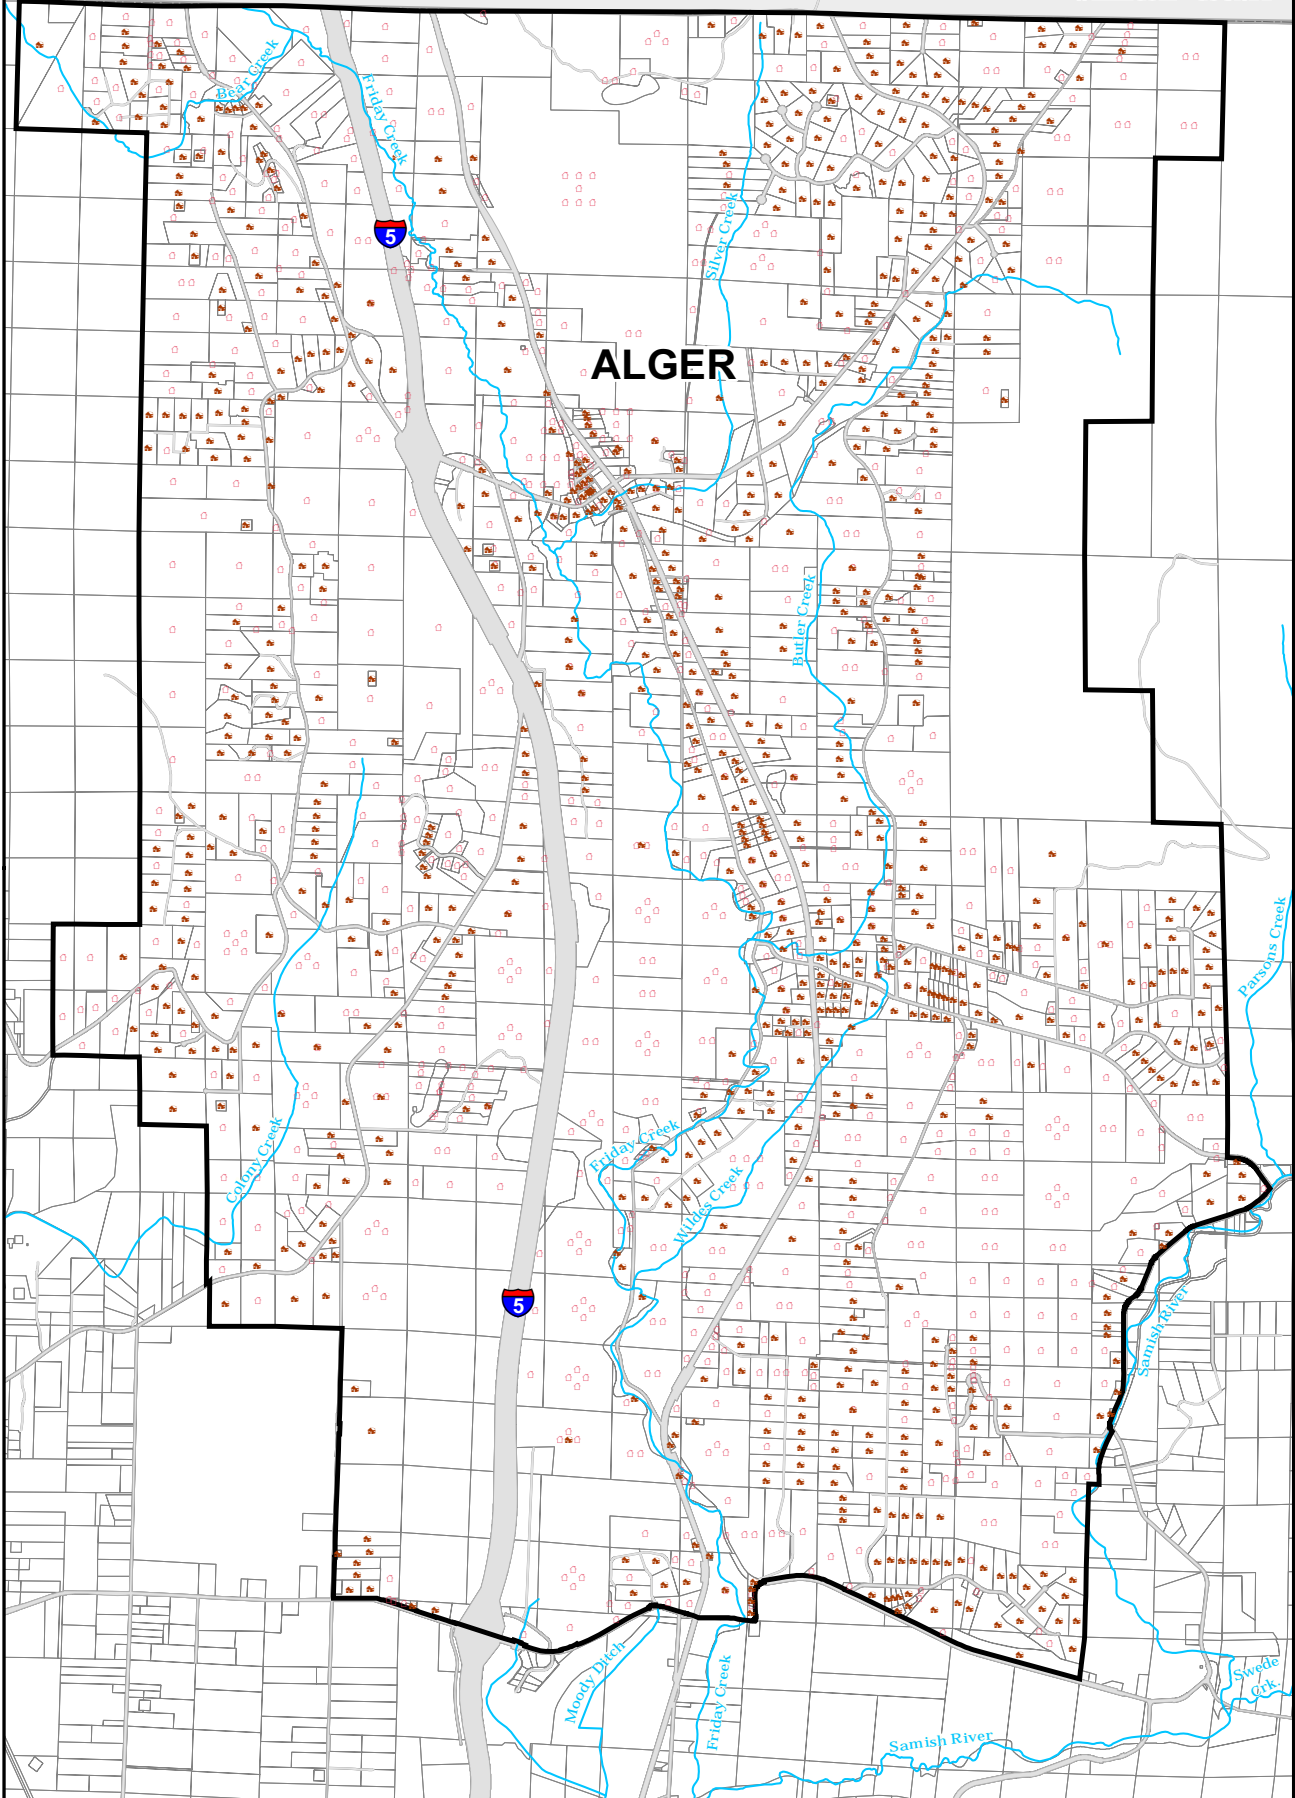 Bear Creek
Friday Creek
5
Silver Creek
ALGER
Butler Creek
Parsons Creek
Colony Creek
Friday Creek
Wildes Creek
5
Samish River
Moody Ditch
Friday Creek
Swede
Crk.
Samish River